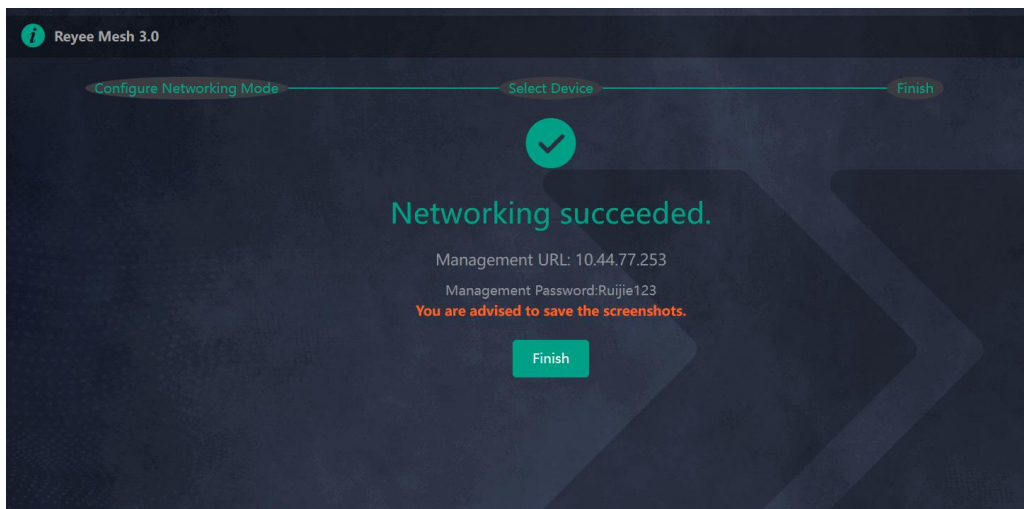 Reyee Mesh 3.0
Configure Networking Mode Select Device Finish
Networking succeeded.
Management URL: 10.44.77.253
Management Password:Ruijie123
You are advised to save the screenshots.
Finish